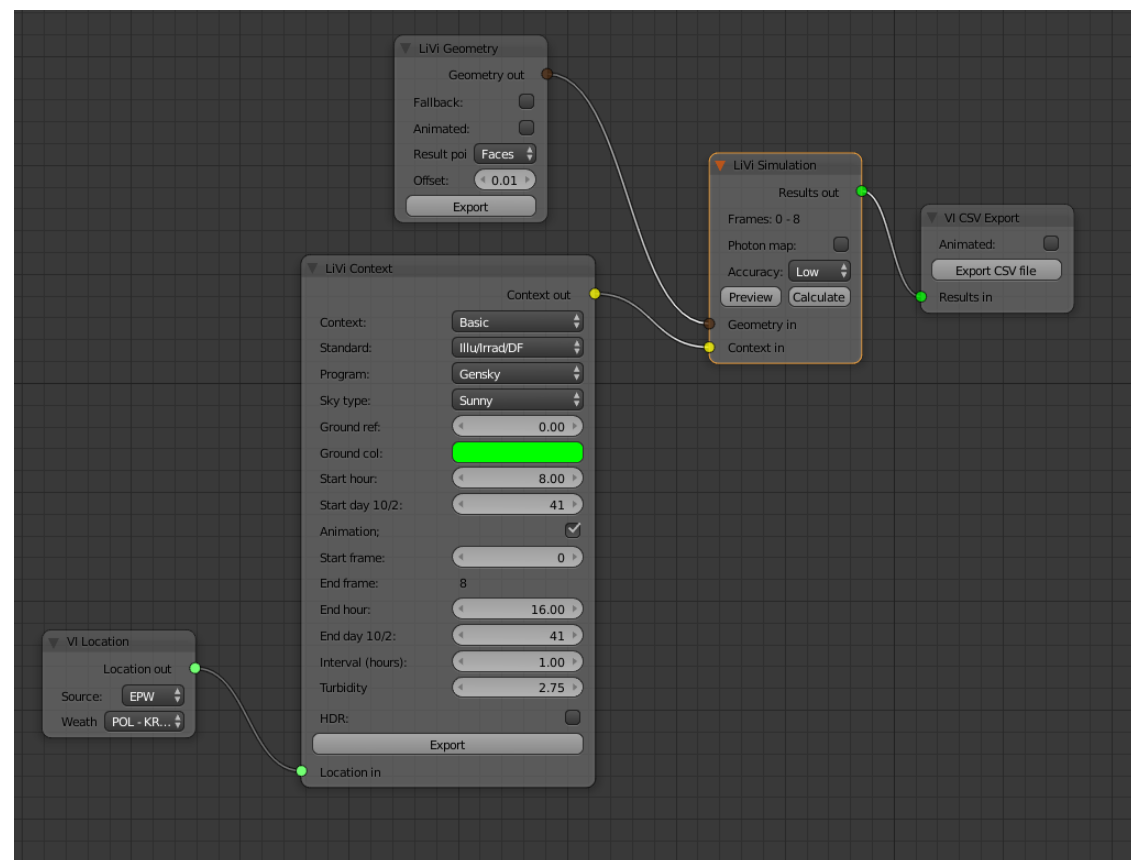 LiVi Geometry
Geometry out
Fallback:
Animated:
Result poi Faces
Offset: 0.01
Export
LiVi Context
Context out
Context: Basic
Standard: Illu/Irrad/DF
Program: Gensky
Sky type: Sunny
Ground ref: 0.00
Ground col:
Start hour: 8.00
Start day 10/2: 41
Animation;
Start frame: 0
End frame: 8
End hour: 16.00
End day 10/2: 41
Interval (hours): 1.00
Turbidity 2.75
HDR:
Export
Location in
VI Location
Location out
Source: EPW
Weath POL - KR...
LiVi Simulation
Results out
Frames: 0 - 8
Photon map:
Accuracy: Low
Preview Calculate
Geometry in
Context in
VI CSV Export
Animated:
Export CSV file
Results in